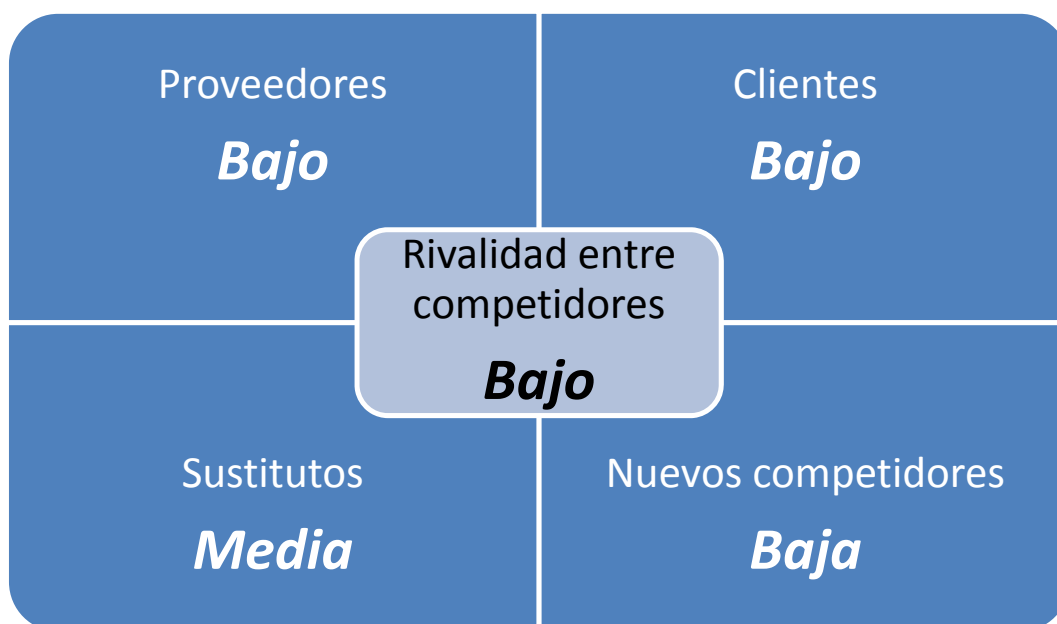 Proveedores
Bajo
Clientes
Bajo
Rivalidad entre
competidores
Bajo
Sustitutos
Media
Nuevos competidores
Baja